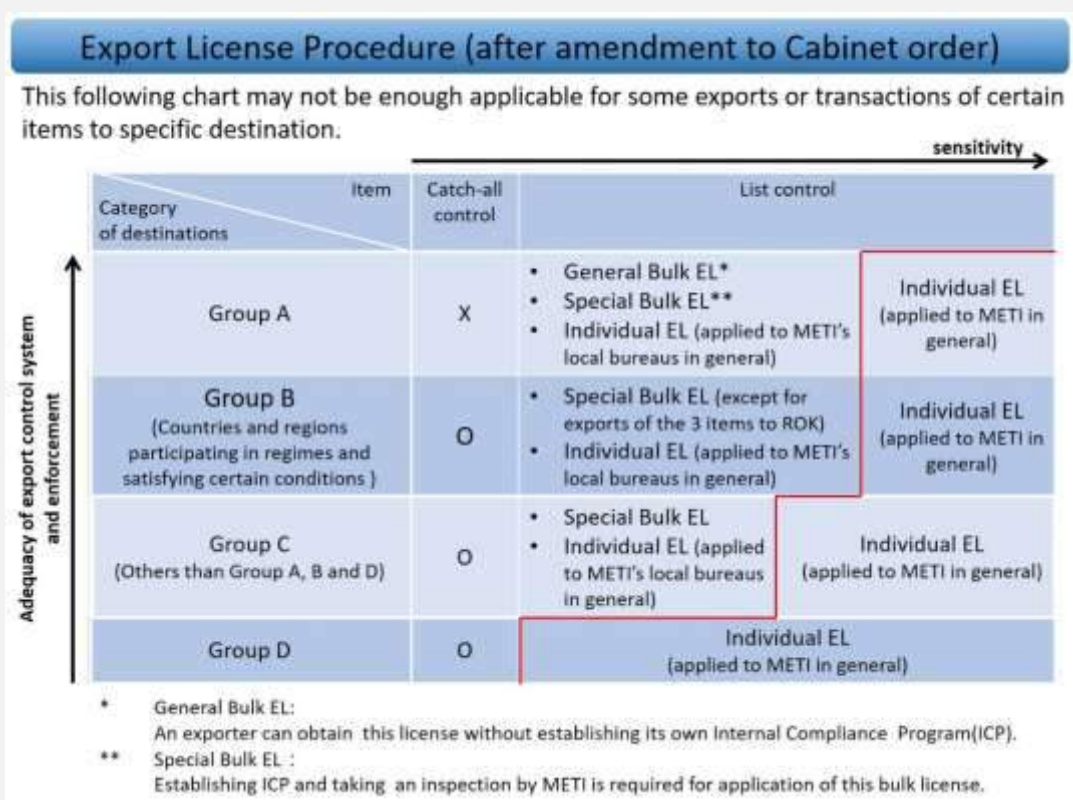 Export License Procedure (after amendment to Cabinet order)
This following chart may not be enough applicable for some exports or transactions of certain
items to specific destination.
sensitivity
Item
Category
of destinations
Catch-all
control
List control
Adequacy of export control system
and enforcement
Group A
X
• General Bulk EL*
• Special Bulk EL**
• Individual EL (applied to METI's
local bureaus in general)
Individual EL
(applied to METI in
general)
Group B
(Countries and regions
participating in regimes and
satisfying certain conditions )
O
• Special Bulk EL (except for
exports of the 3 items to ROK)
• Individual EL (applied to METI's
local bureaus in general)
Individual EL
(applied to METI in
general)
Group C
(Others than Group A, B and D)
O
• Special Bulk EL
• Individual EL (applied
to METI's local bureaus
in general)
Individual EL
(applied to METI in general)
Group D
O
Individual EL
(applied to METI in general)
* General Bulk EL:
An exporter can obtain this license without establishing its own Internal Compliance Program(ICP).
** Special Bulk EL :
Establishing ICP and taking an inspection by METI is required for application of this bulk license.